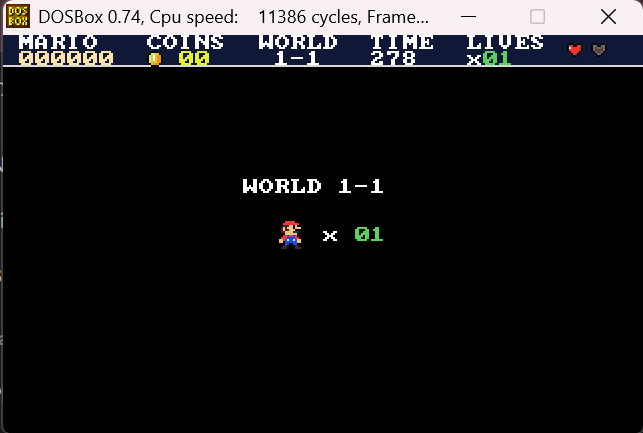 DOSBox 0.74, Cpu speed: 11386 cycles, Frame...
MARIO COINS WORLD TIME LIVES
000000 00 1-1 278 x01
WORLD 1-1
x 01